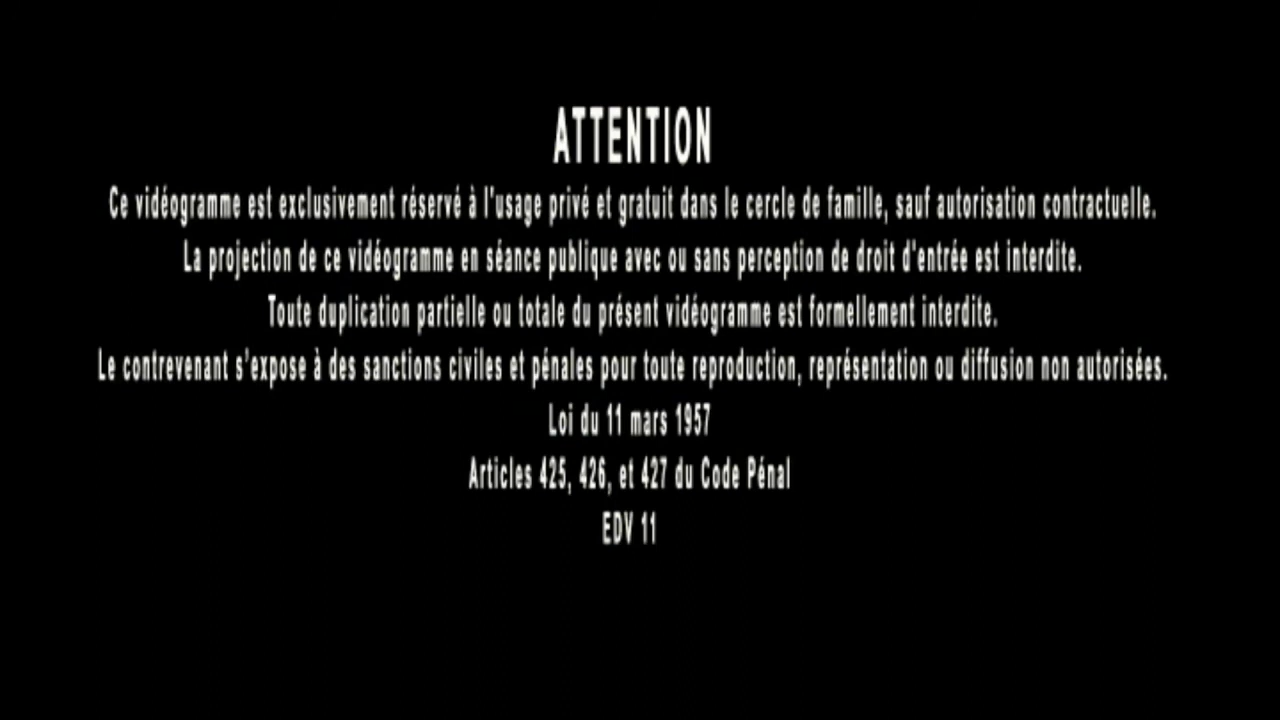 ATTENTION
Ce vidéogramme est exclusivement réservé à l'usage privé et gratuit dans le cercle de famille, sauf autorisation contractuelle.
La projection de ce vidéogramme en séance publique avec ou sans perception de droit d'entrée est interdite.
Toute duplication partielle ou totale du présent vidéogramme est formellement interdite.
Le contrevenant s'expose à des sanctions civiles et pénales pour toute reproduction, représentation ou diffusion non autorisées.
Loi du 11 mars 1957
Articles 425, 426, et 427 du Code Pénal
EDV 11